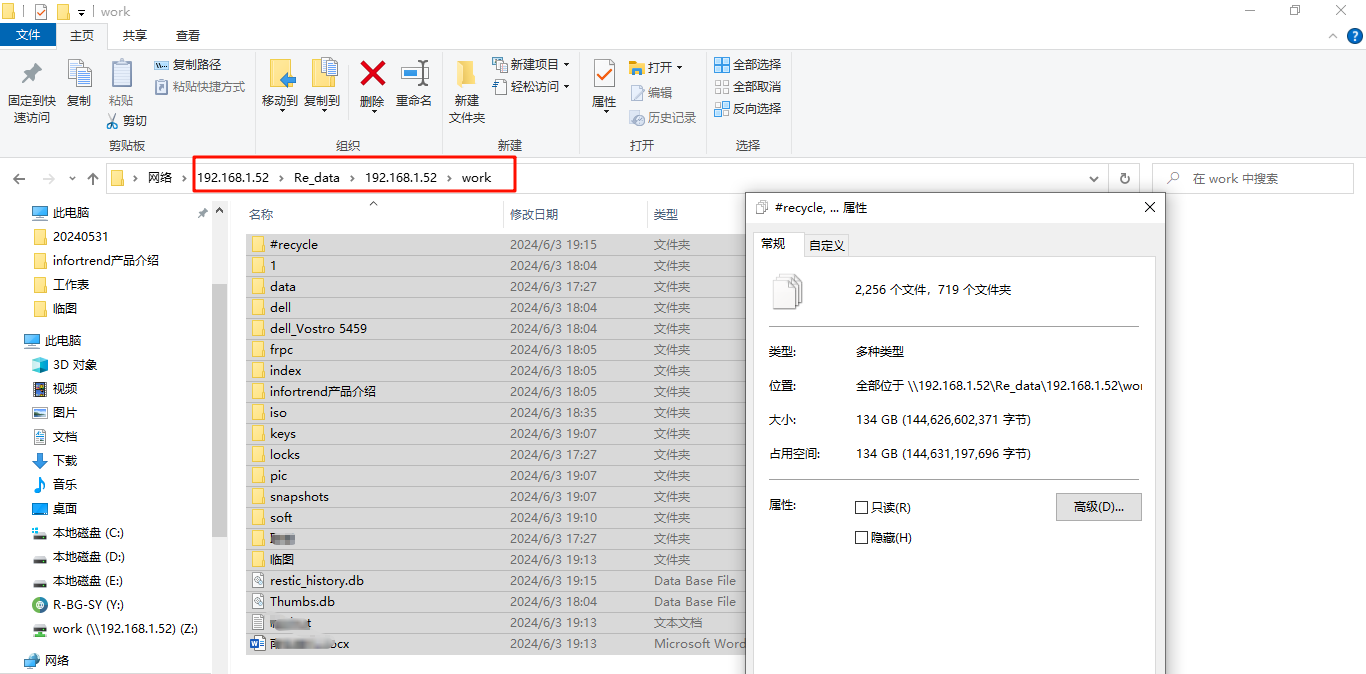 work
文件 主页 共享 查看
固定到快速访问 复制 粘贴 复制路径 粘贴快捷方式 剪切
移动到 复制到 删除 重命名
新建文件夹 新建项目 轻松访问
属性 打开 编辑 历史记录
全部选择 全部取消 反向选择
剪贴板 组织 新建 打开 选择
网络 192.168.1.52 Re_data 192.168.1.52 work
在 work 中搜索
此电脑
20240531
infortrend产品介绍
工作表
临图
此电脑
3D 对象
视频
图片
文档
下载
音乐
桌面
本地磁盘 (C:)
本地磁盘 (D:)
本地磁盘 (E:)
R-BG-SY (Y:)
work (\\192.168.1.52) (Z:)
网络
名称 修改日期 类型
#recycle 2024/6/3 19:15 文件夹
1 2024/6/3 18:04 文件夹
data 2024/6/3 17:27 文件夹
dell 2024/6/3 18:04 文件夹
dell_Vostro 5459 2024/6/3 18:04 文件夹
frpc 2024/6/3 18:05 文件夹
index 2024/6/3 18:05 文件夹
infortrend产品介绍 2024/6/3 18:05 文件夹
iso 2024/6/3 18:35 文件夹
keys 2024/6/3 19:07 文件夹
locks 2024/6/3 17:27 文件夹
pic 2024/6/3 19:07 文件夹
snapshots 2024/6/3 19:07 文件夹
soft 2024/6/3 19:10 文件夹
2024/6/3 17:27 文件夹
临图 2024/6/3 19:13 文件夹
restic_history.db 2024/6/3 19:15 Data Base File
Thumbs.db 2024/6/3 18:04 Data Base File
2024/6/3 19:13 文本文档
ocx 2024/6/3 19:13 Microsoft Word
#recycle, ... 属性
常规 自定义
2,256 个文件，719 个文件夹
类型: 多种类型
位置: 全部位于 \\192.168.1.52\Re_data\192.168.1.52\wor
大小: 134 GB (144,626,602,371 字节)
占用空间: 134 GB (144,631,197,696 字节)
属性: 只读(R) 高级(D)...
隐藏(H)